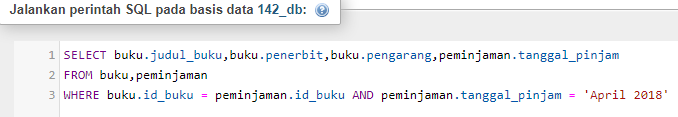 Jalankan perintah SQL pada basis data 142_db:
1 SELECT buku.judul_buku,buku.penerbit,buku.pengarang,peminjaman.tanggal_pinjam
2 FROM buku,peminjaman
3 WHERE buku.id_buku = peminjaman.id_buku AND peminjaman.tanggal_pinjam = 'April 2018'